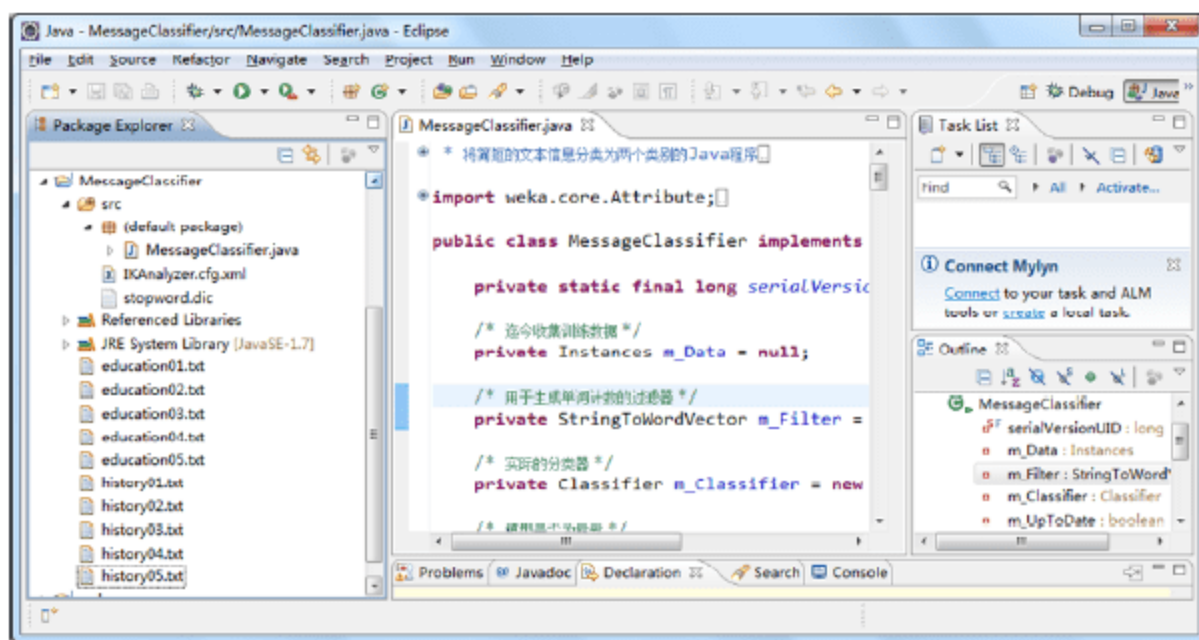 Java - MessageClassifier/src/MessageClassifier.java - Eclipse
File Edit Source Refactor Navigate Search Project Run Window Help
Debug Java
Package Explorer
MessageClassifier
src
(default package)
MessageClassifier.java
IKAnalyzer.cfg.xml
stopword.dic
Referenced Libraries
JRE System Library [JavaSE-1.7]
education01.txt
education02.txt
education03.txt
education04.txt
education05.txt
history01.txt
history02.txt
history03.txt
history04.txt
history05.txt
MessageClassifier.java
* 将简短的文本信息分类为两个类别的Java程序
import weka.core.Attribute;
public class MessageClassifier implements
private static final long serialVersio
/* 迄今收集训练数据 */
private Instances m_Data = null;
/* 用于生成单词计数的过滤器 */
private StringToWordVector m_Filter =
/* 实际的分类器 */
private Classifier m_Classifier = new
Task List
Find All Activate...
Connect Mylyn
Connect to your task and ALM
tools or create a local task.
Outline
MessageClassifier
serialVersionUID : long
m_Data : Instances
m_Filter : StringToWord
m_Classifier : Classifier
m_UpToDate : boolean
Problems @ Javadoc Declaration Search Console